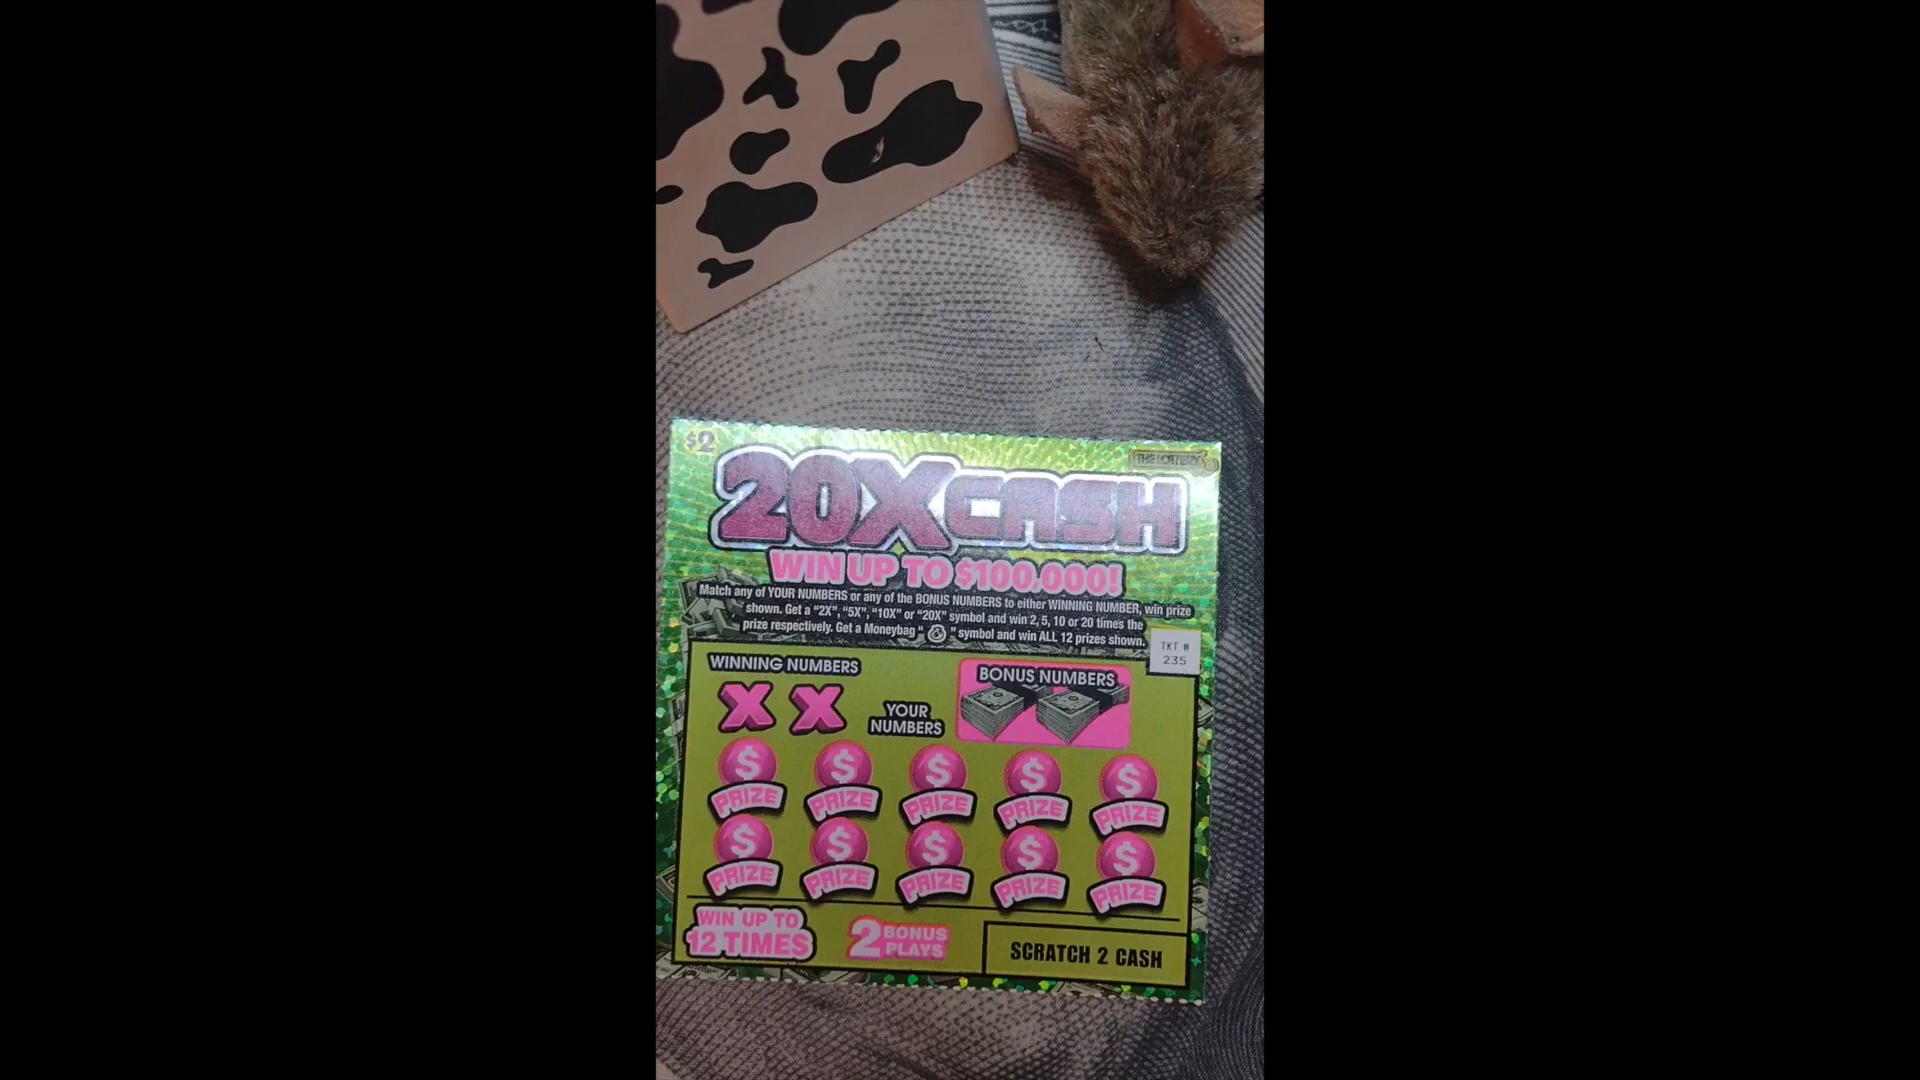 $2
THE LOTTERY
20X CASH
WIN UP TO $100,000!
Match any of YOUR NUMBERS or any of the BONUS NUMBERS to either WINNING NUMBER, win prize
shown. Get a "2X", "5X", "10X" or "20X" symbol and win 2, 5, 10 or 20 times the
prize respectively. Get a Moneybag " " symbol and win ALL 12 prizes shown.
TKT #
235
WINNING NUMBERS
BONUS NUMBERS
X X
YOUR
NUMBERS
$ $ $ $ $
PRIZE PRIZE PRIZE PRIZE PRIZE
$ $ $ $ $
PRIZE PRIZE PRIZE PRIZE PRIZE
WIN UP TO
12 TIMES
2 BONUS
PLAYS
SCRATCH 2 CASH